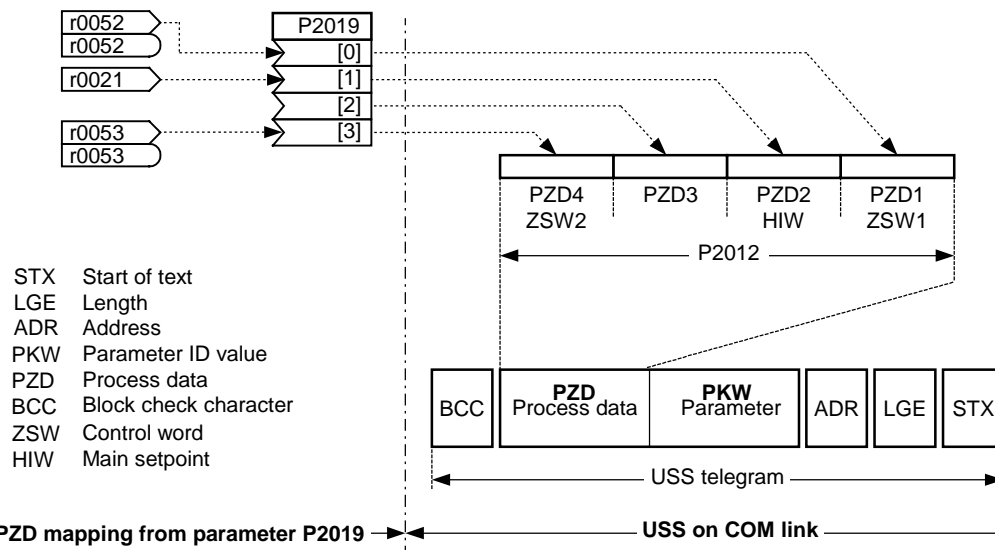 r0052
r0052
r0021
r0053
r0053
P2019
[0]
[1]
[2]
[3]
PZD4
ZSW2
PZD3
PZD2
HIW
PZD1
ZSW1
P2012
STX Start of text
LGE Length
ADR Address
PKW Parameter ID value
PZD Process data
BCC Block check character
ZSW Control word
HIW Main setpoint
BCC
PZD
Process data
PKW
Parameter
ADR
LGE
STX
USS telegram
PZD mapping from parameter P2019
USS on COM link